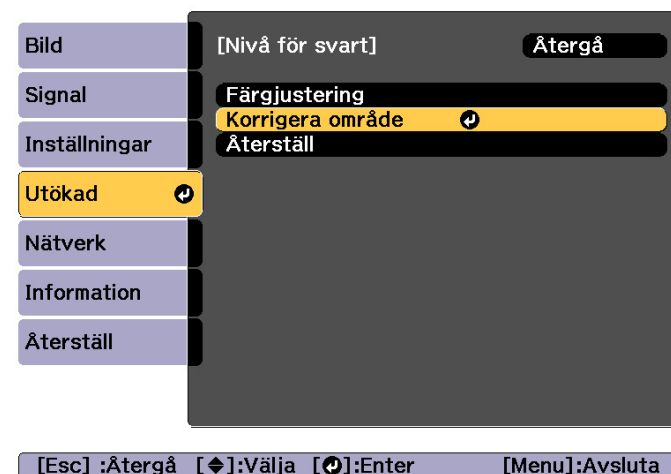 Bild
Signal
Inställningar
Utökad
Nätverk
Information
Återställ
[Nivå för svart] Återgå
Färgjustering
Korrigera område
Återställ
[Esc] :Återgå [◆]:Välja [⏎]:Enter [Menu]:Avsluta